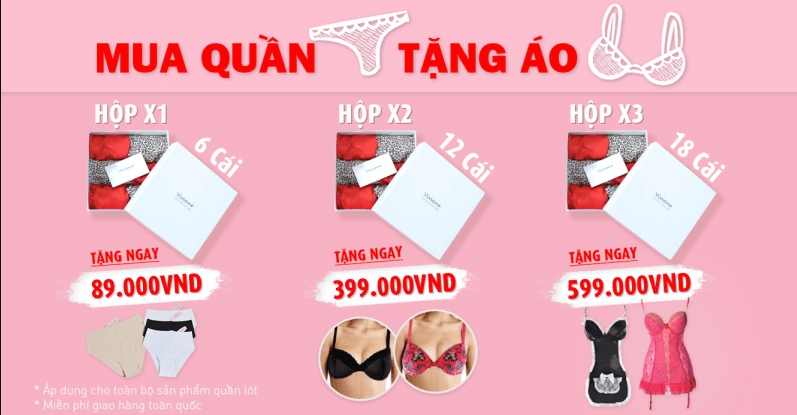 MUA QUẦN TẶNG ÁO
HỘP X1
6 Cái
TẶNG NGAY
89.000VND
HỘP X2
12 Cái
TẶNG NGAY
399.000VND
HỘP X3
18 Cái
TẶNG NGAY
599.000VND
* Áp dụng cho toàn bộ sản phẩm quần lót
* Miễn phí giao hàng toàn quốc